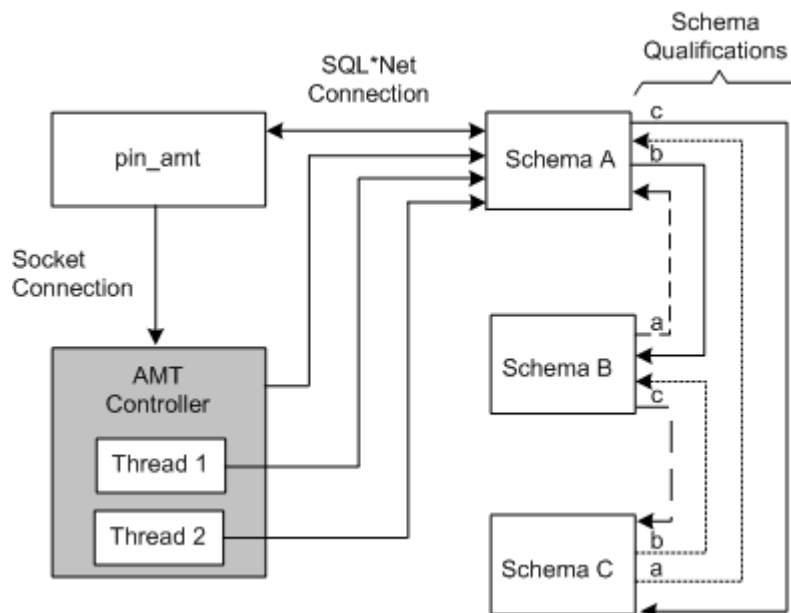 Schema
Qualifications
SQL*Net
Connection
c
pin_amt
Schema A
b
Socket
Connection
a
AMT
Controller
Schema B
c
Thread 1
Thread 2
b
Schema C
a